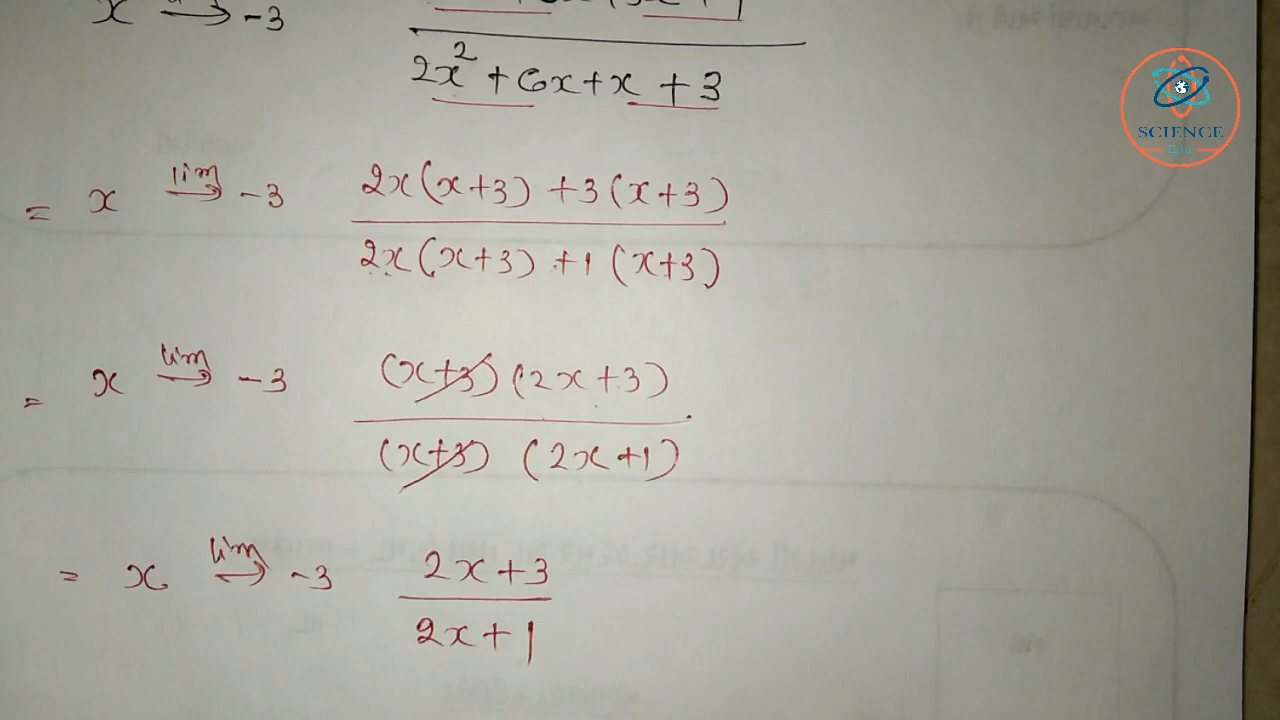 x → -3
2x² + 6x + x + 3
SCIENCE
Edu
= x lim → -3 2x(x+3) + 3(x+3)
2x(x+3) + 1(x+3)
= x lim → -3 (x+3)(2x+3)
(x+3) (2x+1)
= x lim → -3 2x+3
2x+1